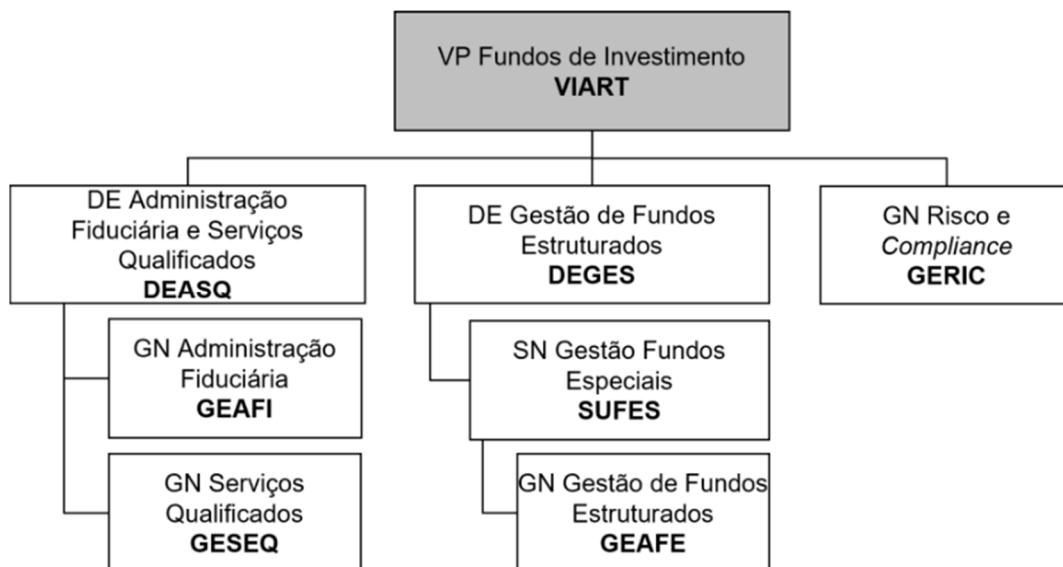 VP Fundos de Investimento
VIART
DE Administração
Fiduciária e Serviços
Qualificados
DEASQ
DE Gestão de Fundos
Estruturados
DEGES
GN Risco e
Compliance
GERIC
GN Administração
Fiduciária
GEAFI
SN Gestão Fundos
Especiais
SUFES
GN Serviços
Qualificados
GESEQ
GN Gestão de Fundos
Estruturados
GEAFE